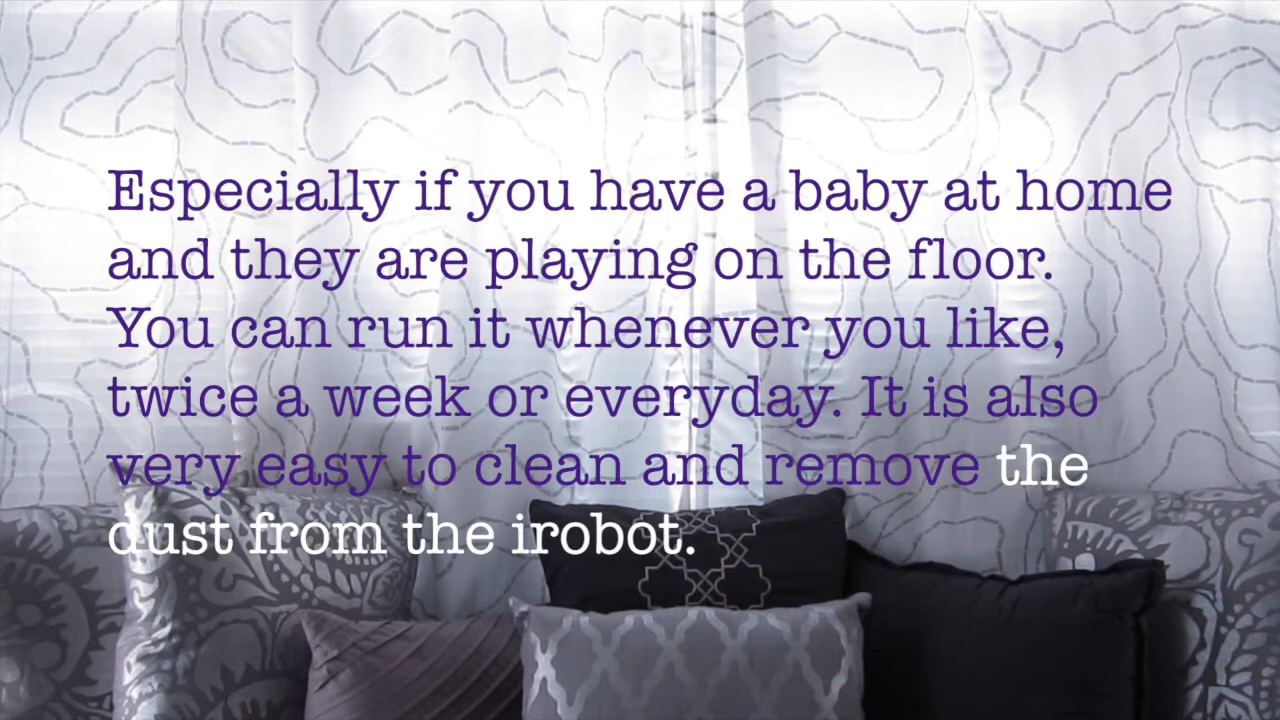 Especially if you have a baby at home
and they are playing on the floor.
You can run it whenever you like,
twice a week or everyday. It is also
very easy to clean and remove the
dust from the irobot.